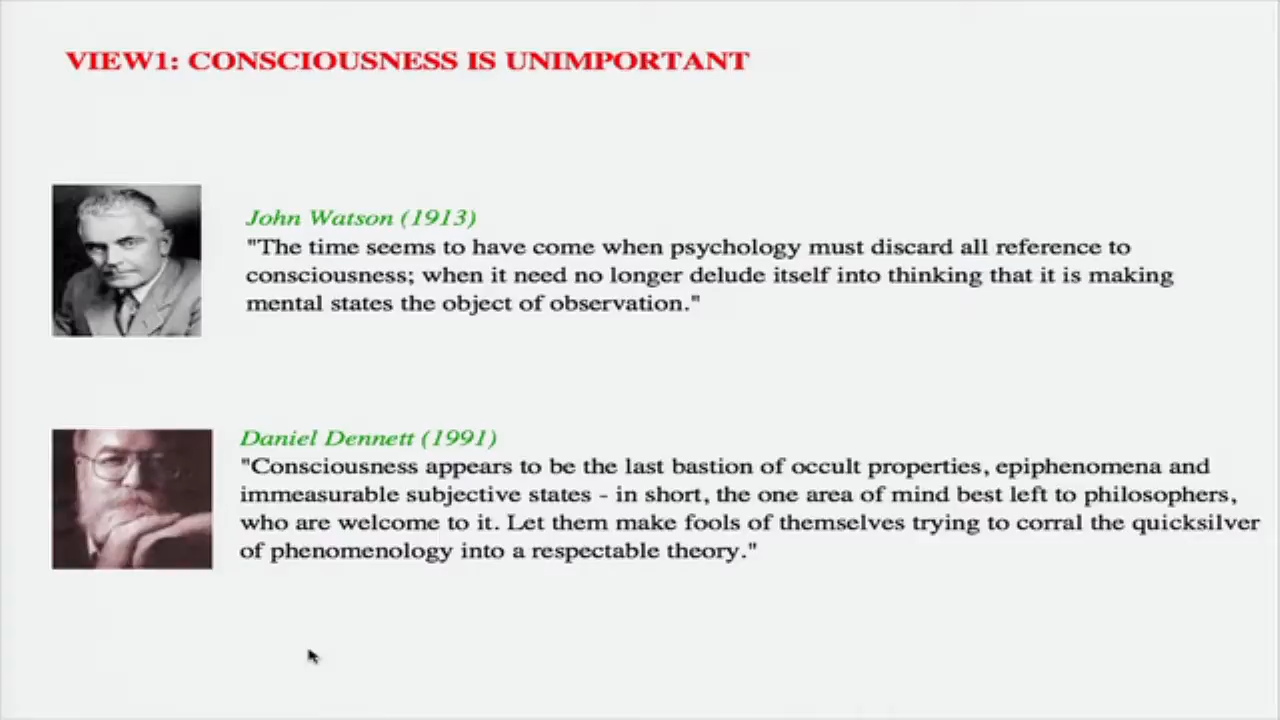 VIEW1: CONSCIOUSNESS IS UNIMPORTANT
John Watson (1913)
"The time seems to have come when psychology must discard all reference to
consciousness; when it need no longer delude itself into thinking that it is making
mental states the object of observation."
Daniel Dennett (1991)
"Consciousness appears to be the last bastion of occult properties, epiphenomena and
immeasurable subjective states - in short, the one area of mind best left to philosophers,
who are welcome to it. Let them make fools of themselves trying to corral the quicksilver
of phenomenology into a respectable theory."